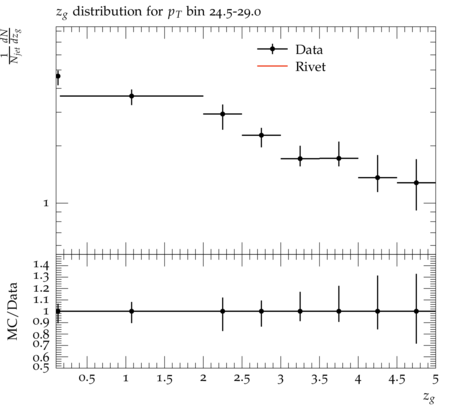 z_g distribution for p_T bin 24.5-29.0
1/N_jet dN/dz_g
Data
Rivet
1
MC/Data
1.4
1.3
1.2
1.1
1
0.9
0.8
0.7
0.6
0.5
0.5 1 1.5 2 2.5 3 3.5 4 4.5 5
z_g